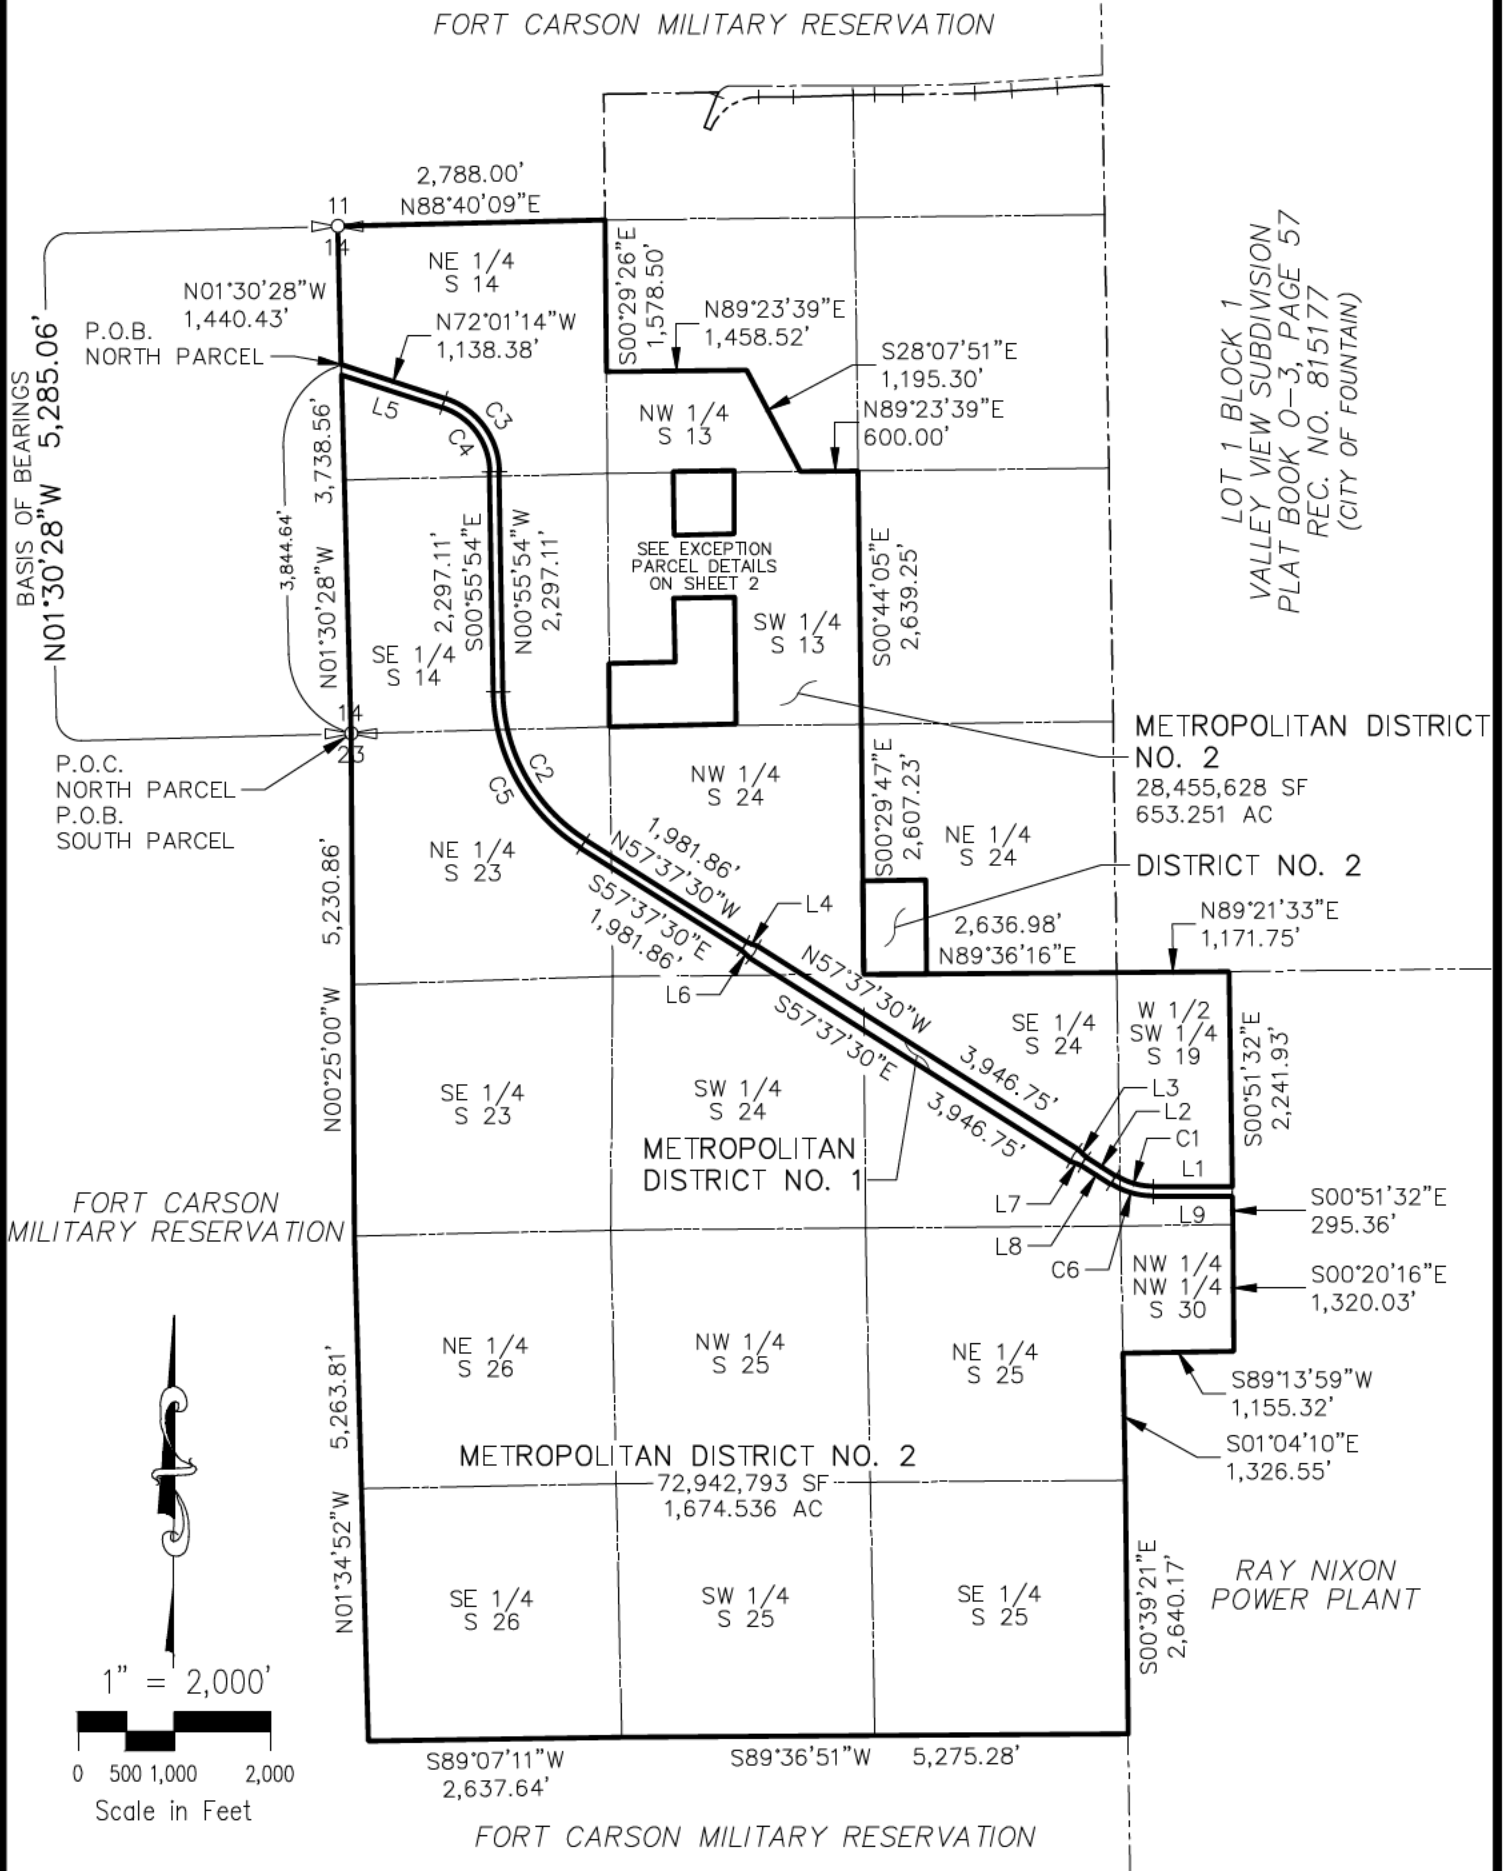 FORT CARSON MILITARY RESERVATION
2,788.00'
N88°40'09"E
11
14
BASIS OF BEARINGS
N01°30'28"W 5,285.06'
N01°30'28"W
1,440.43'
P.O.B.
NORTH PARCEL
NE 1/4
S 14
N72°01'14"W
1,138.38'
S00°29'26"E
1,578.50'
N89°23'39"E
1,458.52'
S28°07'51"E
1,195.30'
N89°23'39"E
600.00'
LOT 1 BLOCK 1
VALLEY VIEW SUBDIVISION
PLAT BOOK O-3, PAGE 57
REC. NO. 815177
(CITY OF FOUNTAIN)
L5
C3
C4
NW 1/4
S 13
3,844.64'
N01°30'28"W 3,738.56'
2,297.11'
S00°55'54"E
N00°55'54"W
2,297.11'
SEE EXCEPTION
PARCEL DETAILS
ON SHEET 2
SW 1/4
S 13
S00°44'05"E
2,639.25'
SE 1/4
S 14
14
23
P.O.C.
NORTH PARCEL
P.O.B.
SOUTH PARCEL
METROPOLITAN DISTRICT
NO. 2
28,455,628 SF
653.251 AC
C2
C5
NW 1/4
S 24
S00°29'47"E
2,607.23'
NE 1/4
S 24
DISTRICT NO. 2
NE 1/4
S 23
1,981.86'
N57°37'30"W
S57°37'30"E
1,981.86'
L4
L6
2,636.98'
N89°36'16"E
N89°21'33"E
1,171.75'
N00°25'00"W 5,230.86'
N57°37'30"W 3,946.75'
S57°37'30"E 3,946.75'
SE 1/4
S 24
W 1/2
SW 1/4
S 19
S00°51'32"E
2,241.93'
SE 1/4
S 23
SW 1/4
S 24
METROPOLITAN
DISTRICT NO. 1
L3
L2
C1
L1
L7
L8
C6
L9
S00°51'32"E
295.36'
FORT CARSON
MILITARY RESERVATION
NW 1/4
NW 1/4
S 30
S00°20'16"E
1,320.03'
NE 1/4
S 26
NW 1/4
S 25
NE 1/4
S 25
S89°13'59"W
1,155.32'
S01°04'10"E
1,326.55'
N01°34'52"W 5,263.81'
METROPOLITAN DISTRICT NO. 2
72,942,793 SF
1,674.536 AC
SE 1/4
S 26
SW 1/4
S 25
SE 1/4
S 25
S00°39'21"E
2,640.17'
RAY NIXON
POWER PLANT
1" = 2,000'
0 500 1,000 2,000
Scale in Feet
S89°07'11"W
2,637.64'
S89°36'51"W 5,275.28'
FORT CARSON MILITARY RESERVATION